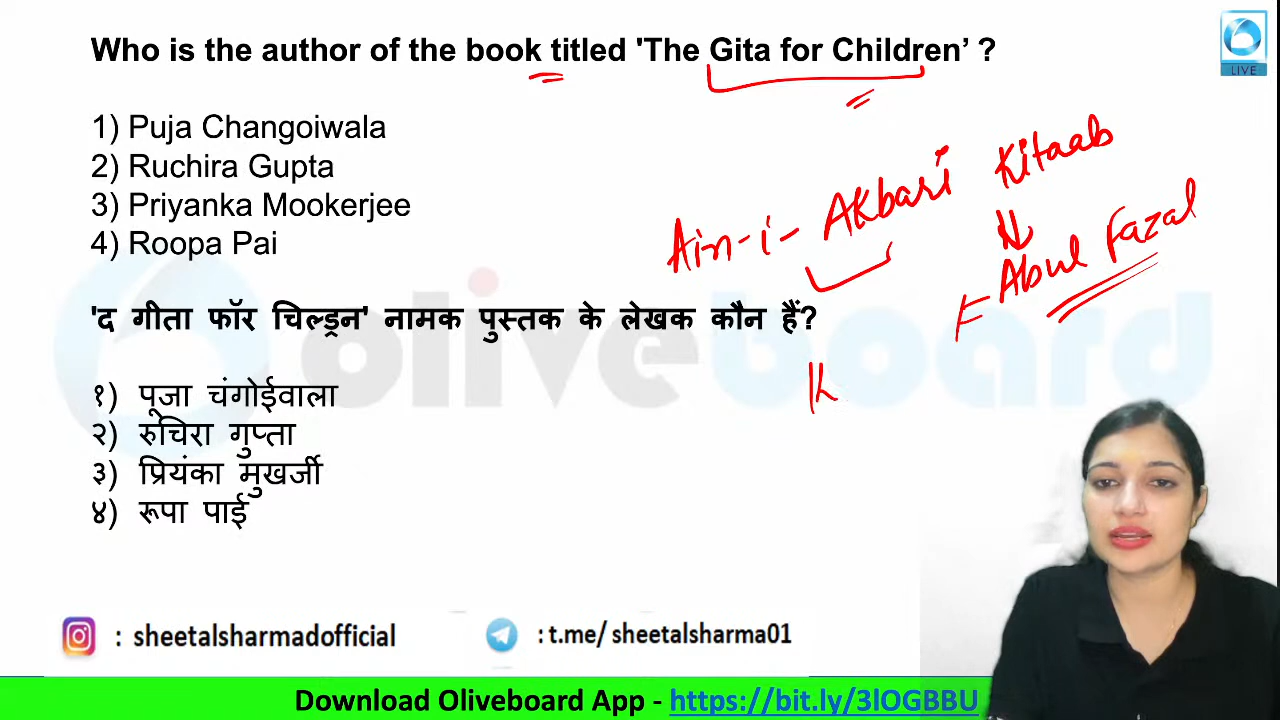 Who is the author of the book titled 'The Gita for Children’ ?
LIVE
1) Puja Changoiwala
2) Ruchira Gupta
3) Priyanka Mookerjee
4) Roopa Pai
Ain-i-Akbari Kitaab
Abul Fazal
'द गीता फॉर चिल्ड्रन' नामक पुस्तक के लेखक कौन हैं?
oliveboard
१) पूजा चंगोईवाला
२) रुचिरा गुप्ता
३) प्रियंका मुखर्जी
४) रूपा पाई
: sheetalsharmadofficial
: t.me/ sheetalsharma01
Download Oliveboard App - https://bit.ly/3lOGBBU